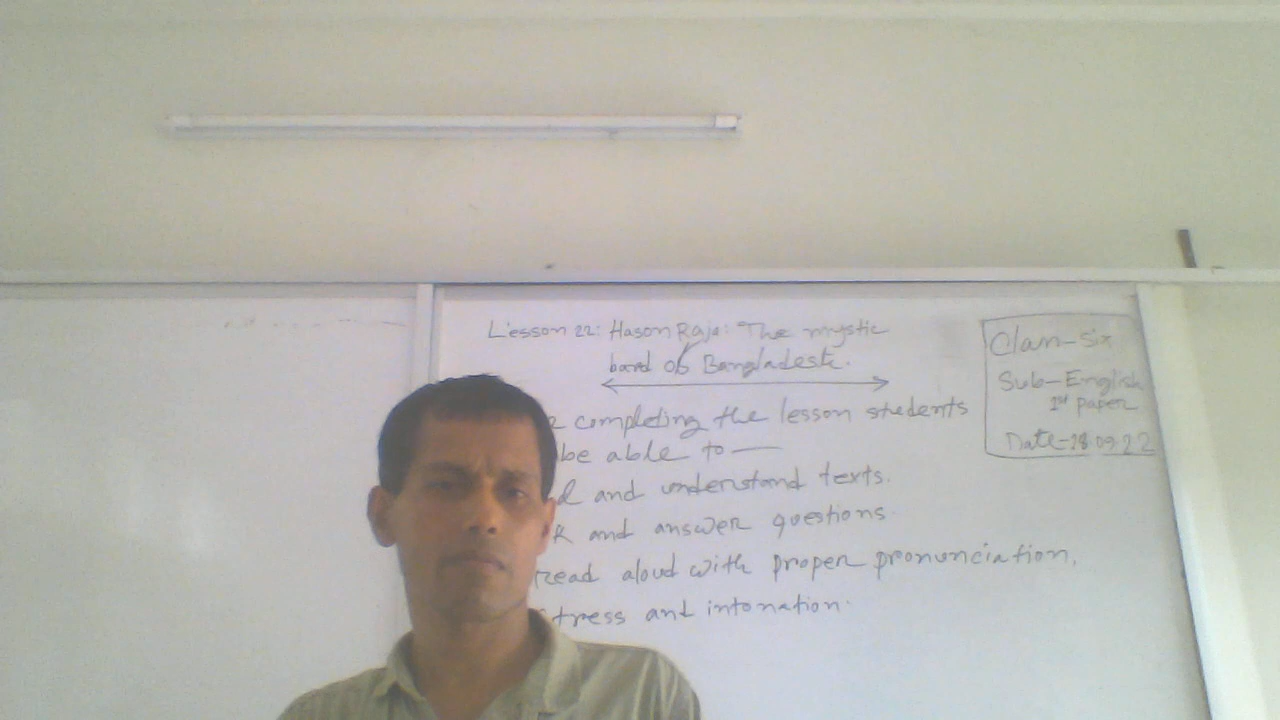 Lesson 22: Hason Raja: The mystic
bard of Bangladesh.
completing the lesson students
be able to —
and understand texts.
and answer questions.
read aloud with proper pronunciation,
stress and intonation.
Class-Six
Sub-English
1st paper
Date-28.09.22